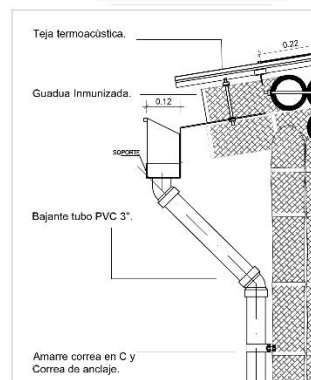 Teja termoacústica.
0.22
Guadua Inmunizada.
0.12
SOPORTE
Bajante tubo PVC 3".
Amarre correa en C y
Correa de anclaje.